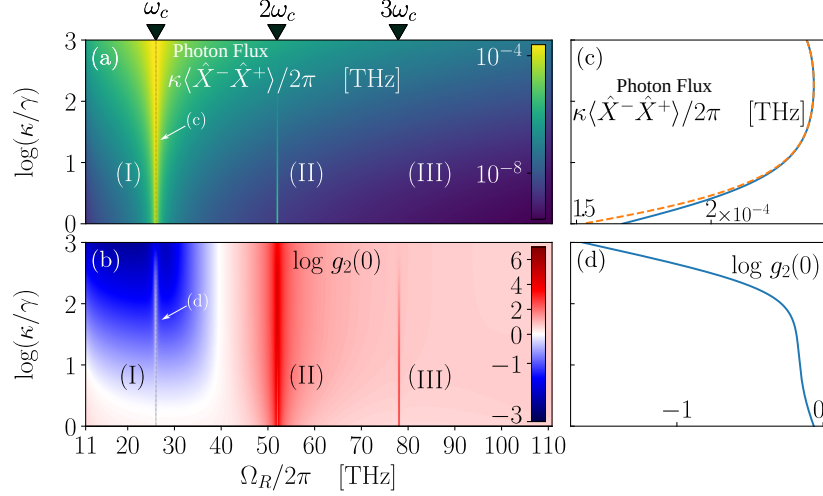 ω_c 2ω_c 3ω_c
(a) Photon Flux
κ⟨X̂⁻X̂⁺⟩/2π [THz]
10⁻⁴
10⁻⁸
(c)
(I) (II) (III)
log(κ/γ)
3
2
1
0
(b) log g₂(0)
(d)
(I) (II) (III)
6
4
2
0
−1
−3
log(κ/γ)
3
2
1
0
11 20 30 40 50 60 70 80 90 100 110
Ω_R/2π [THz]
(c)
Photon Flux
κ⟨X̂⁻X̂⁺⟩/2π [THz]
1.5 2×10⁻⁴
(d)
log g₂(0)
−1 0